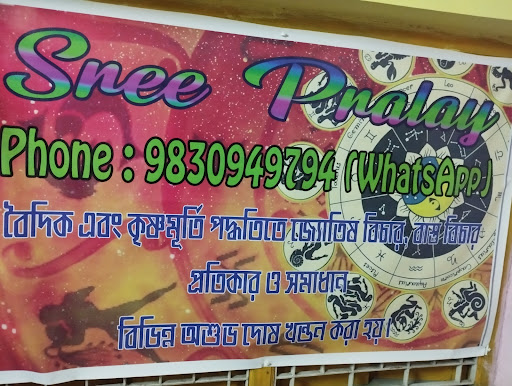 Sree Pralay
Phone : 9830949794 (WhatsApp)
বৈদিক এবং কৃষ্ণমূর্তি পদ্ধতিতে জ্যোতিষ বিচার, বাস্তু বিচার
প্রতিকার ও সমাধান
বিভিন্ন অশুভ দোষ খন্ডন করা হয়।